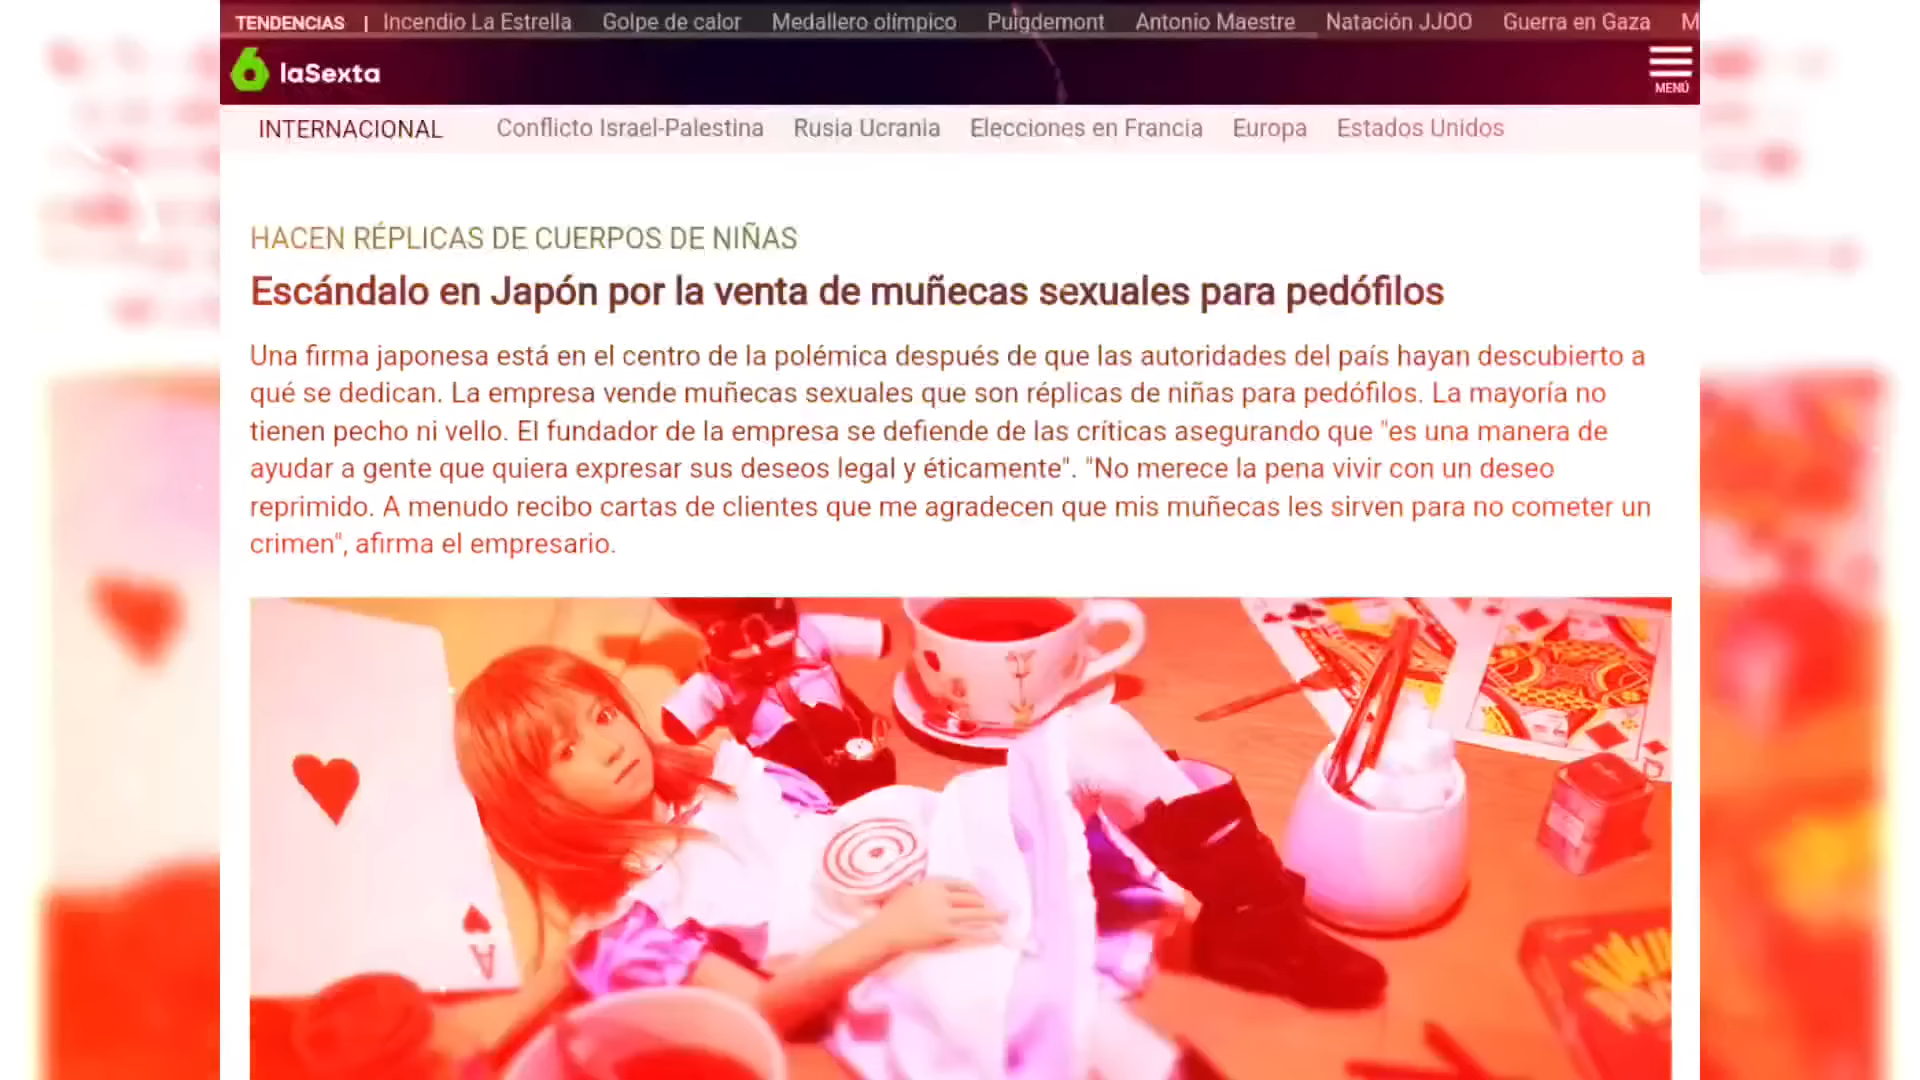 TENDENCIAS | Incendio La Estrella Golpe de calor Medallero olímpico Puigdemont Antonio Maestre Natación JJOO Guerra en Gaza M
laSexta
MENÚ
INTERNACIONAL Conflicto Israel-Palestina Rusia Ucrania Elecciones en Francia Europa Estados Unidos
HACEN RÉPLICAS DE CUERPOS DE NIÑAS
Escándalo en Japón por la venta de muñecas sexuales para pedófilos
Una firma japonesa está en el centro de la polémica después de que las autoridades del país hayan descubierto a
qué se dedican. La empresa vende muñecas sexuales que son réplicas de niñas para pedófilos. La mayoría no
tienen pecho ni vello. El fundador de la empresa se defiende de las críticas asegurando que "es una manera de
ayudar a gente que quiera expresar sus deseos legal y éticamente". "No merece la pena vivir con un deseo
reprimido. A menudo recibo cartas de clientes que me agradecen que mis muñecas les sirven para no cometer un
crimen", afirma el empresario.
A